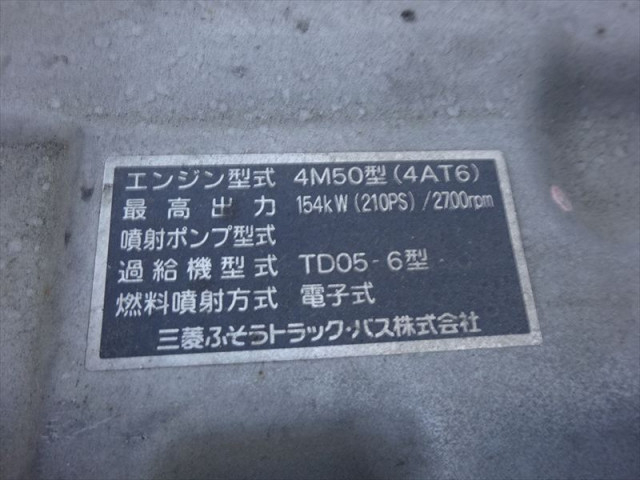 エンジン型式 4M50型(4AT6)
最高出力 154kW(210PS)/2700rpm
噴射ポンプ型式
過給機型式 TD05-6型
燃料噴射方式 電子式
三菱ふそうトラック・バス株式会社